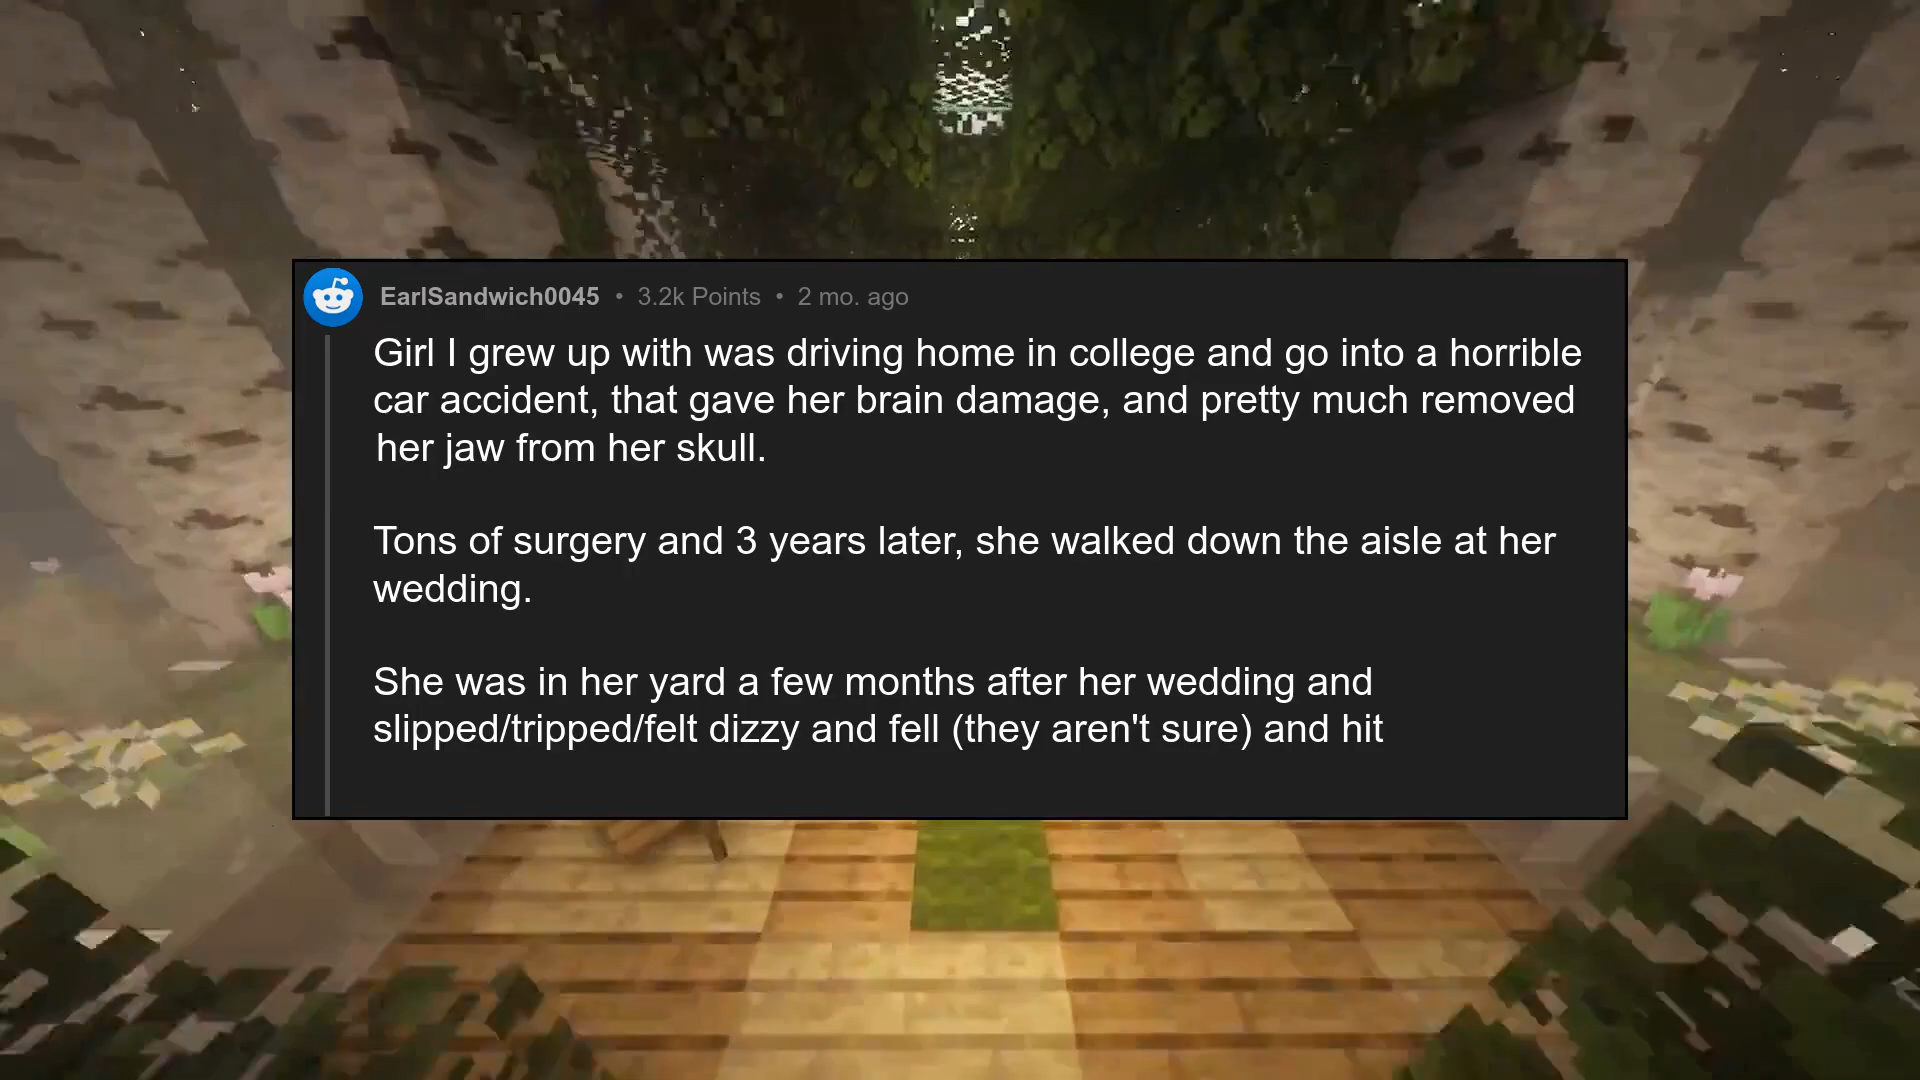 EarlSandwich0045 • 3.2k Points • 2 mo. ago
Girl I grew up with was driving home in college and go into a horrible
car accident, that gave her brain damage, and pretty much removed
her jaw from her skull.
Tons of surgery and 3 years later, she walked down the aisle at her
wedding.
She was in her yard a few months after her wedding and
slipped/tripped/felt dizzy and fell (they aren't sure) and hit